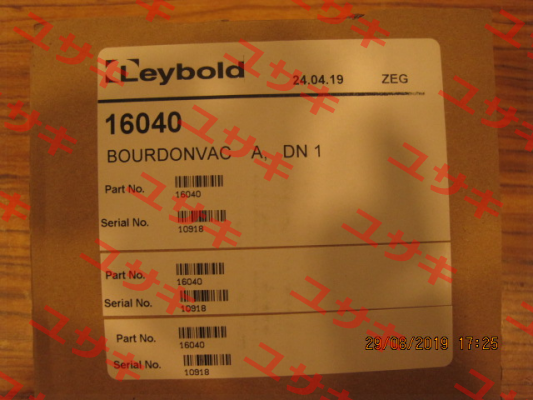 Leybold
24.04.19 ZEG
16040
BOURDONVAC A, DN 1
Part No. 16040
Serial No. 10918
Part No. 16040
Serial No. 10918
Part No. 16040
Serial No. 10918
29/08/2019 17:25
ユサキ